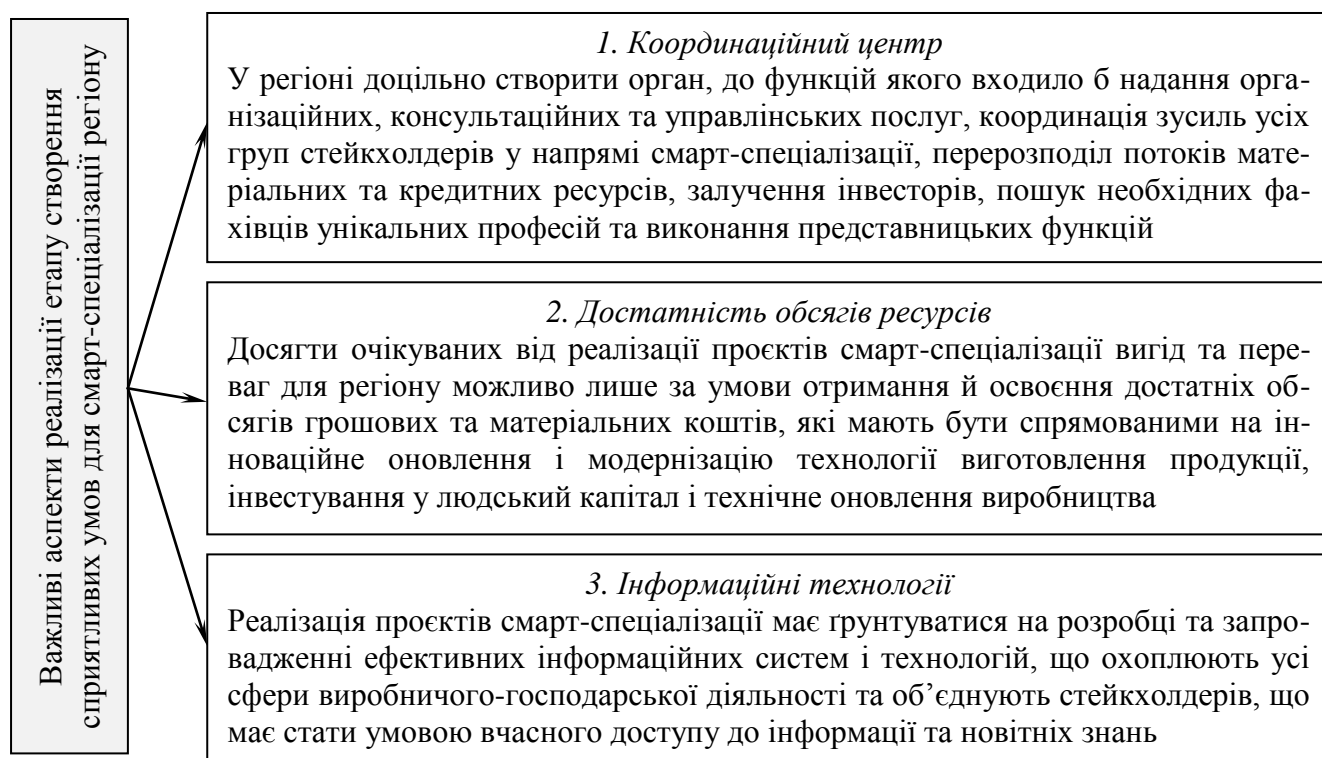 Важливі аспекти реалізації етапу створення
сприятливих умов для смарт-спеціалізації регіону
1. Координаційний центр
У регіоні доцільно створити орган, до функцій якого входило б надання орга-
нізаційних, консультаційних та управлінських послуг, координація зусиль усіх
груп стейкхолдерів у напрямі смарт-спеціалізації, перерозподіл потоків мате-
ріальних та кредитних ресурсів, залучення інвесторів, пошук необхідних фа-
хівців унікальних професій та виконання представницьких функцій
2. Достатність обсягів ресурсів
Досягти очікуваних від реалізації проєктів смарт-спеціалізації вигід та пере-
ваг для регіону можливо лише за умови отримання й освоєння достатніх об-
сягів грошових та матеріальних коштів, які мають бути спрямованими на ін-
новаційне оновлення і модернізацію технології виготовлення продукції,
інвестування у людський капітал і технічне оновлення виробництва
3. Інформаційні технології
Реалізація проєктів смарт-спеціалізації має ґрунтуватися на розробці та запро-
вадженні ефективних інформаційних систем і технологій, що охоплюють усі
сфери виробничого-господарської діяльності та об’єднують стейкхолдерів, що
має стати умовою вчасного доступу до інформації та новітніх знань